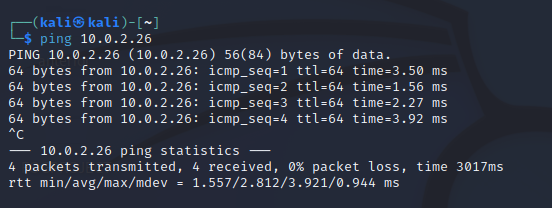 ┌──(kali㉿kali)-[~]
└─$ ping 10.0.2.26
PING 10.0.2.26 (10.0.2.26) 56(84) bytes of data.
64 bytes from 10.0.2.26: icmp_seq=1 ttl=64 time=3.50 ms
64 bytes from 10.0.2.26: icmp_seq=2 ttl=64 time=1.56 ms
64 bytes from 10.0.2.26: icmp_seq=3 ttl=64 time=2.27 ms
64 bytes from 10.0.2.26: icmp_seq=4 ttl=64 time=3.92 ms
^C
--- 10.0.2.26 ping statistics ---
4 packets transmitted, 4 received, 0% packet loss, time 3017ms
rtt min/avg/max/mdev = 1.557/2.812/3.921/0.944 ms